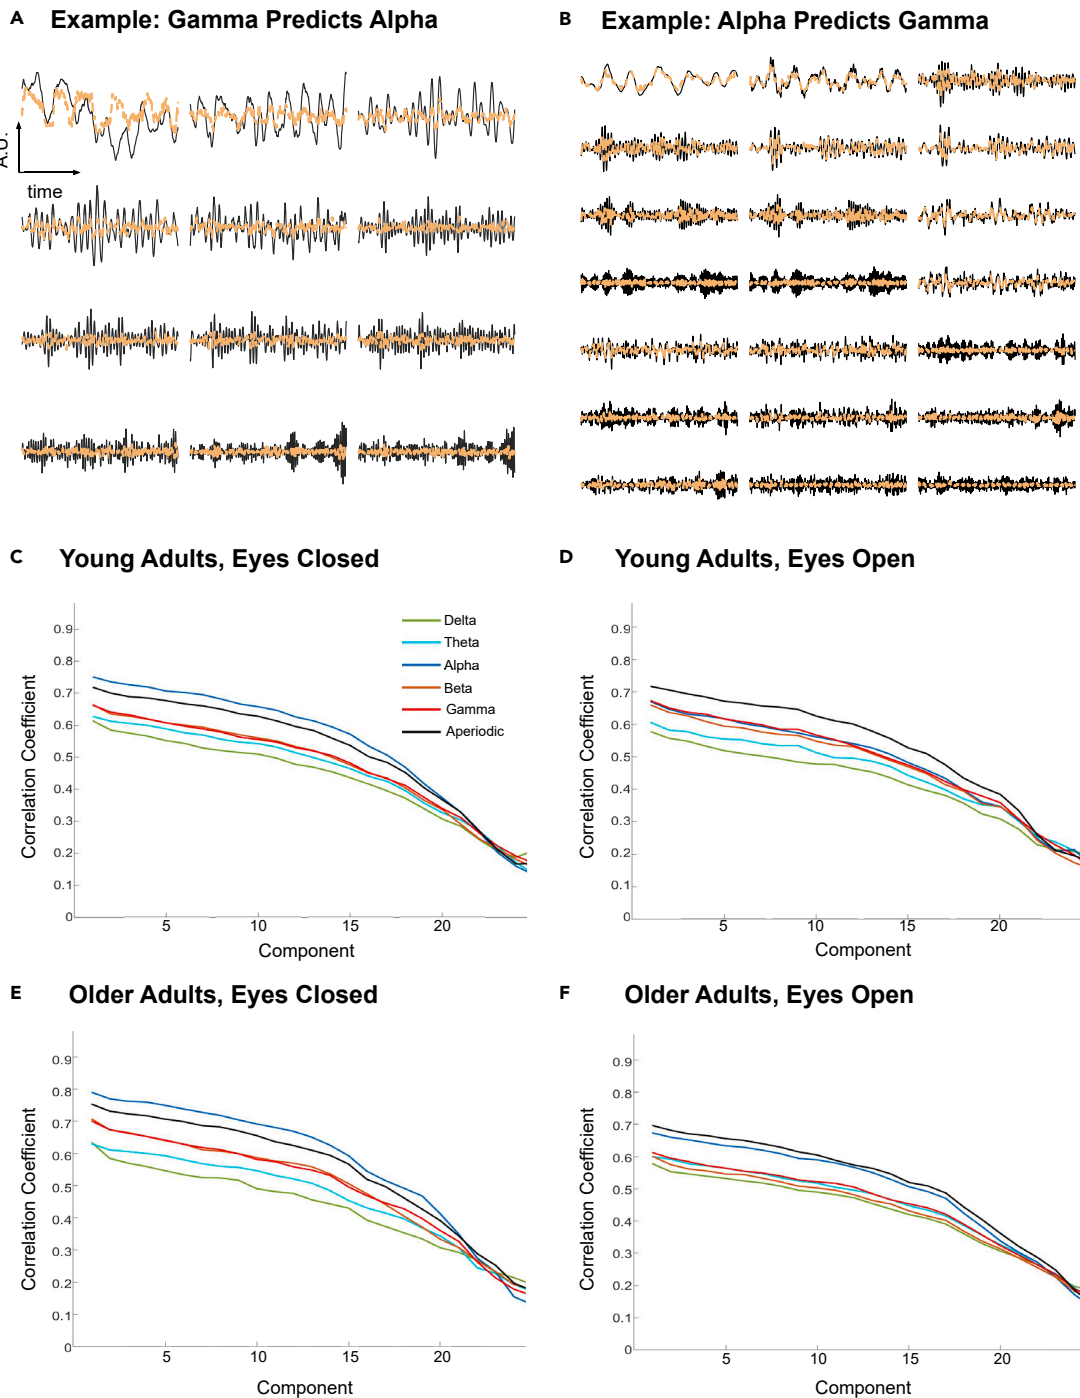 A Example: Gamma Predicts Alpha
A.U.
time
B Example: Alpha Predicts Gamma
C Young Adults, Eyes Closed
Correlation Coefficient
0.9
0.8
0.7
0.6
0.5
0.4
0.3
0.2
0.1
0
5 10 15 20
Component
Delta
Theta
Alpha
Beta
Gamma
Aperiodic
D Young Adults, Eyes Open
Correlation Coefficient
0.9
0.8
0.7
0.6
0.5
0.4
0.3
0.2
0.1
0
5 10 15 20
Component
E Older Adults, Eyes Closed
Correlation Coefficient
0.9
0.8
0.7
0.6
0.5
0.4
0.3
0.2
0.1
0
5 10 15 20
Component
F Older Adults, Eyes Open
Correlation Coefficient
0.9
0.8
0.7
0.6
0.5
0.4
0.3
0.2
0.1
0
5 10 15 20
Component